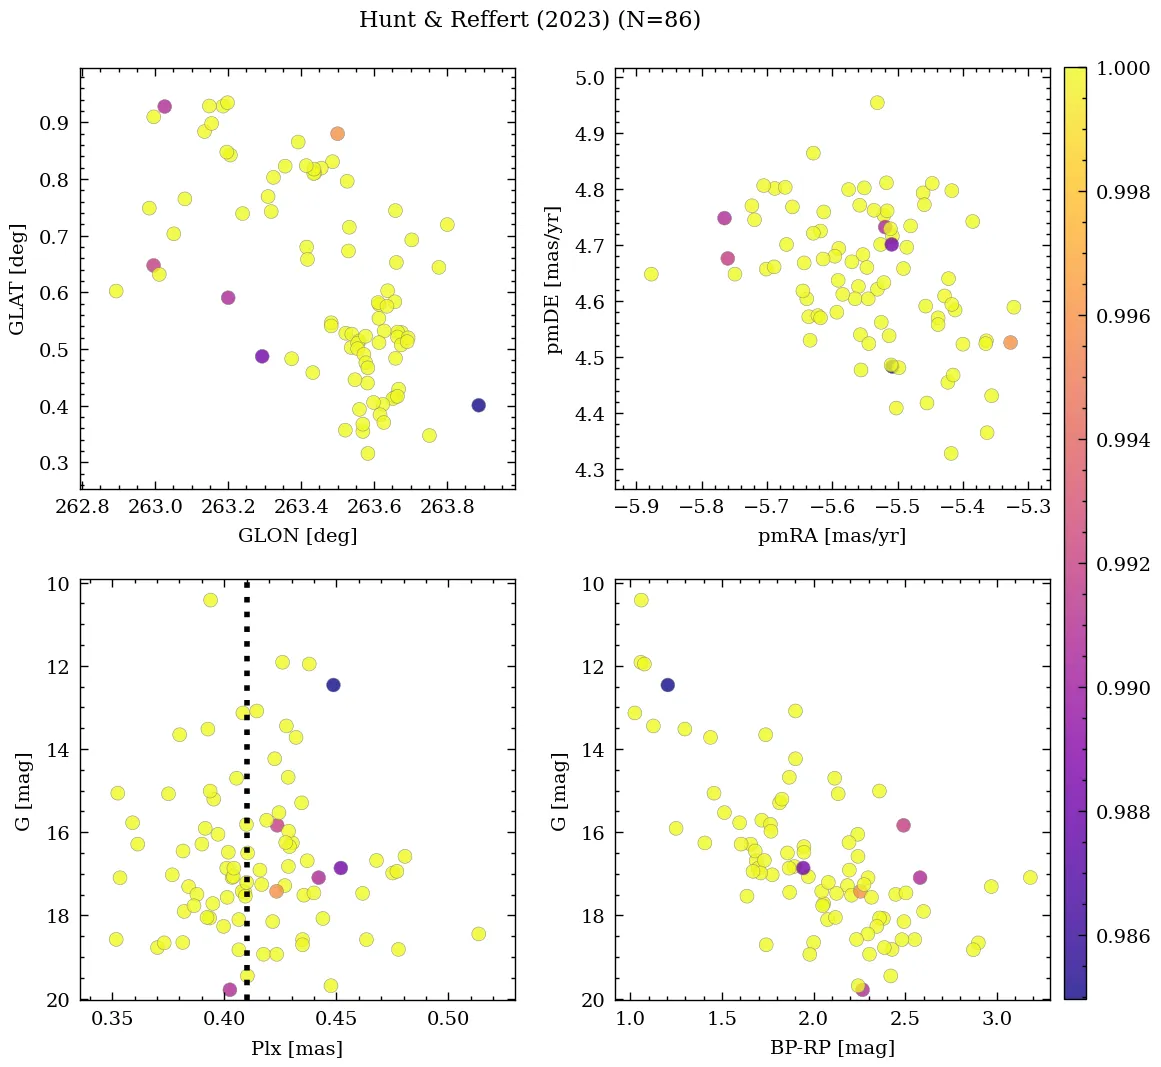 Hunt & Reffert (2023) (N=86)
GLAT [deg]
0.9
0.8
0.7
0.6
0.5
0.4
0.3
262.8 263.0 263.2 263.4 263.6 263.8
GLON [deg]
pmDE [mas/yr]
5.0
4.9
4.8
4.7
4.6
4.5
4.4
4.3
−5.9 −5.8 −5.7 −5.6 −5.5 −5.4 −5.3
pmRA [mas/yr]
G [mag]
10
12
14
16
18
20
0.35 0.40 0.45 0.50
Plx [mas]
G [mag]
10
12
14
16
18
20
1.0 1.5 2.0 2.5 3.0
BP-RP [mag]
1.000
0.998
0.996
0.994
0.992
0.990
0.988
0.986